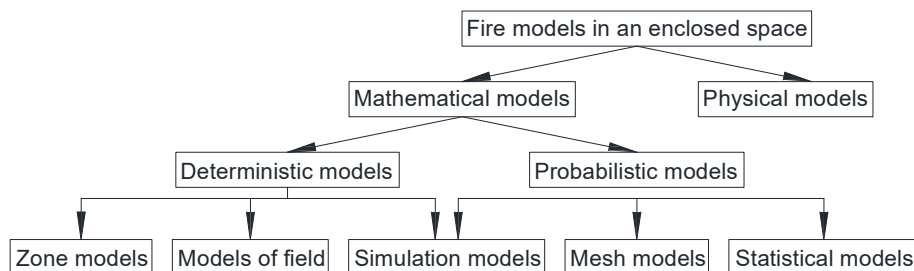 Fire models in an enclosed space
Mathematical models
Physical models
Deterministic models
Probabilistic models
Zone models
Models of field
Simulation models
Mesh models
Statistical models